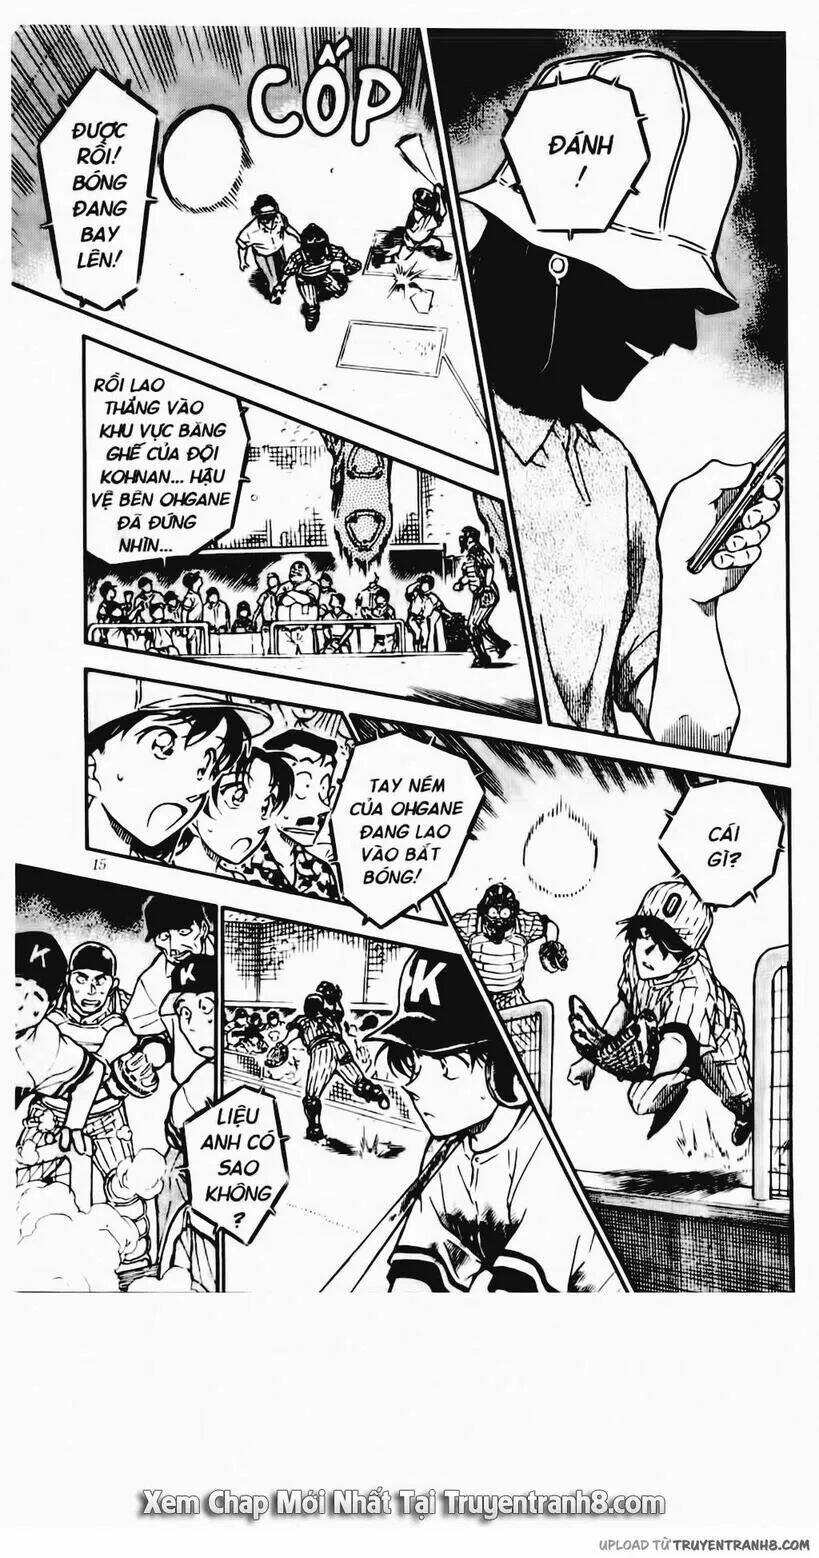 ĐÁNH
!
CỐP
ĐƯỢC
RỒI!
BÓNG
ĐANG
BAY
LÊN!
RỒI LAO
THẲNG VÀO
KHU VỰC BĂNG
GHẾ CỦA ĐỘI
KOHNAN... HẬU
VỆ BÊN OHGANE
ĐÃ ĐỨNG
NHÌN...
CÁI
GÌ?
O
TAY NÉM
CỦA OHGANE
ĐANG LAO
VÀO BẮT
BÓNG!
15
K
K
K
LIỆU
ANH CÓ
SAO
KHÔNG
?
Xem Chap Mới Nhất Tại Truyentranh8.com
UPLOAD TỪ TRUYENTRANH8.COM